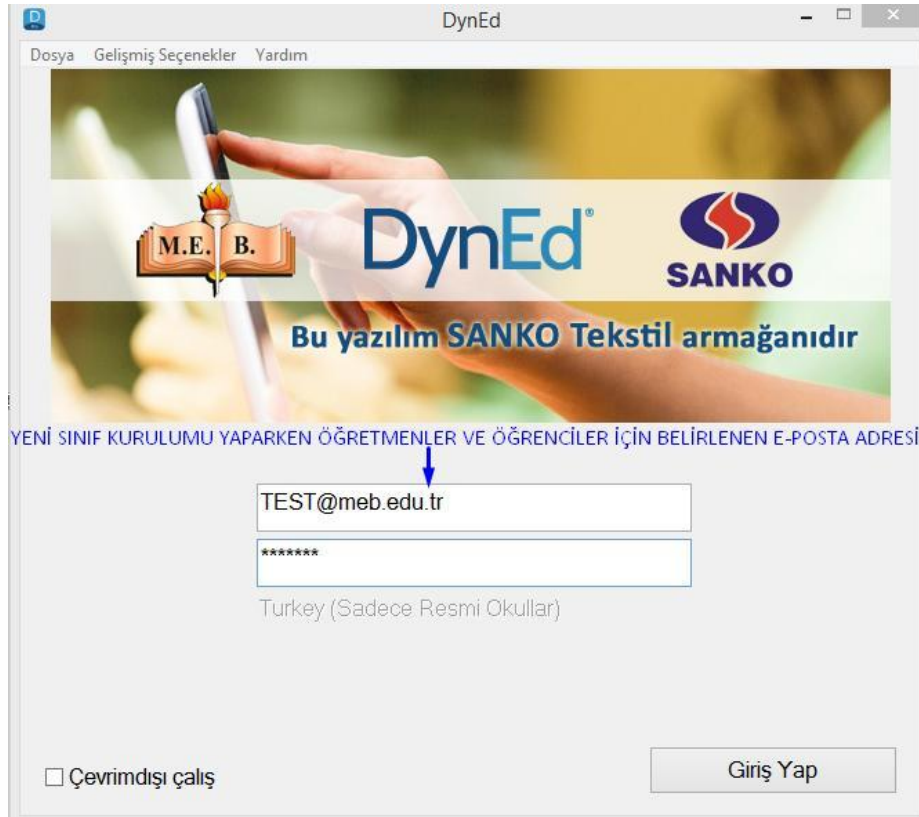 DynEd
Dosya Gelişmiş Seçenekler Yardım
M.E. B.
DynEd®
SANKO
Bu yazılım SANKO Tekstil armağanıdır
YENİ SINIF KURULUMU YAPARKEN ÖĞRETMENLER VE ÖĞRENCİLER İÇİN BELİRLENEN E-POSTA ADRESİ
TEST@meb.edu.tr
*******
Turkey (Sadece Resmi Okullar)
Çevrimdışı çalış
Giriş Yap